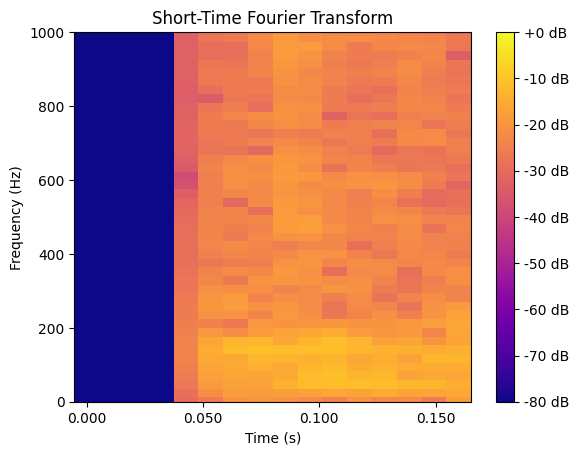 Short-Time Fourier Transform
1000
800
600
400
200
0
Frequency (Hz)
0.000
0.050
0.100
0.150
Time (s)
+0 dB
-10 dB
-20 dB
-30 dB
-40 dB
-50 dB
-60 dB
-70 dB
-80 dB